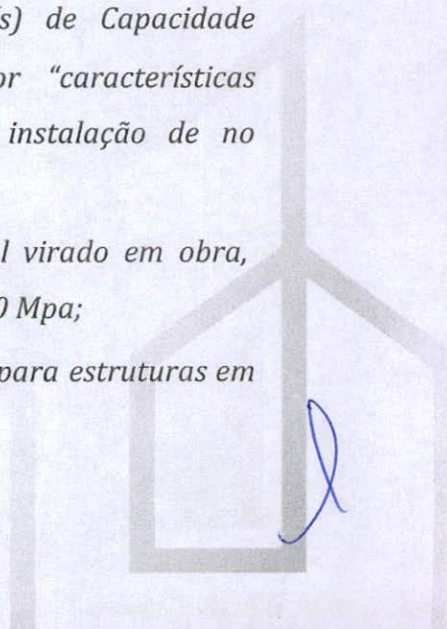 s) de Capacidade
or “características
instalação de no
l virado em obra,
0 Mpa;
para estruturas em